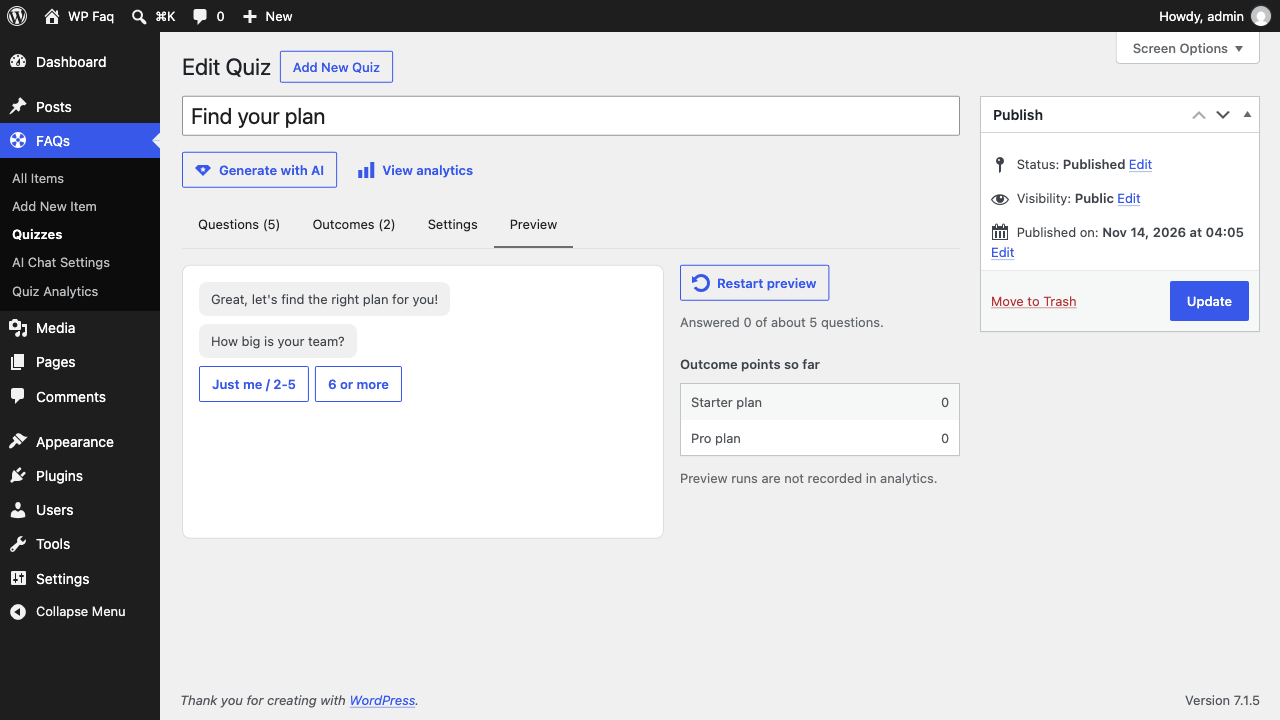 WP Faq
⌘K
0
New
Howdy, admin
Dashboard
Posts
FAQs
All Items
Add New Item
Quizzes
AI Chat Settings
Quiz Analytics
Media
Pages
Comments
Appearance
Plugins
Users
Tools
Settings
Collapse Menu
Screen Options
Edit Quiz
Add New Quiz
Find your plan
Generate with AI
View analytics
Questions (5)
Outcomes (2)
Settings
Preview
Great, let's find the right plan for you!
How big is your team?
Just me / 2-5
6 or more
Restart preview
Answered 0 of about 5 questions.
Outcome points so far
Starter plan 0
Pro plan 0
Preview runs are not recorded in analytics.
Publish
Status: Published Edit
Visibility: Public Edit
Published on: Nov 14, 2026 at 04:05
Edit
Move to Trash
Update
Thank you for creating with WordPress.
Version 7.1.5